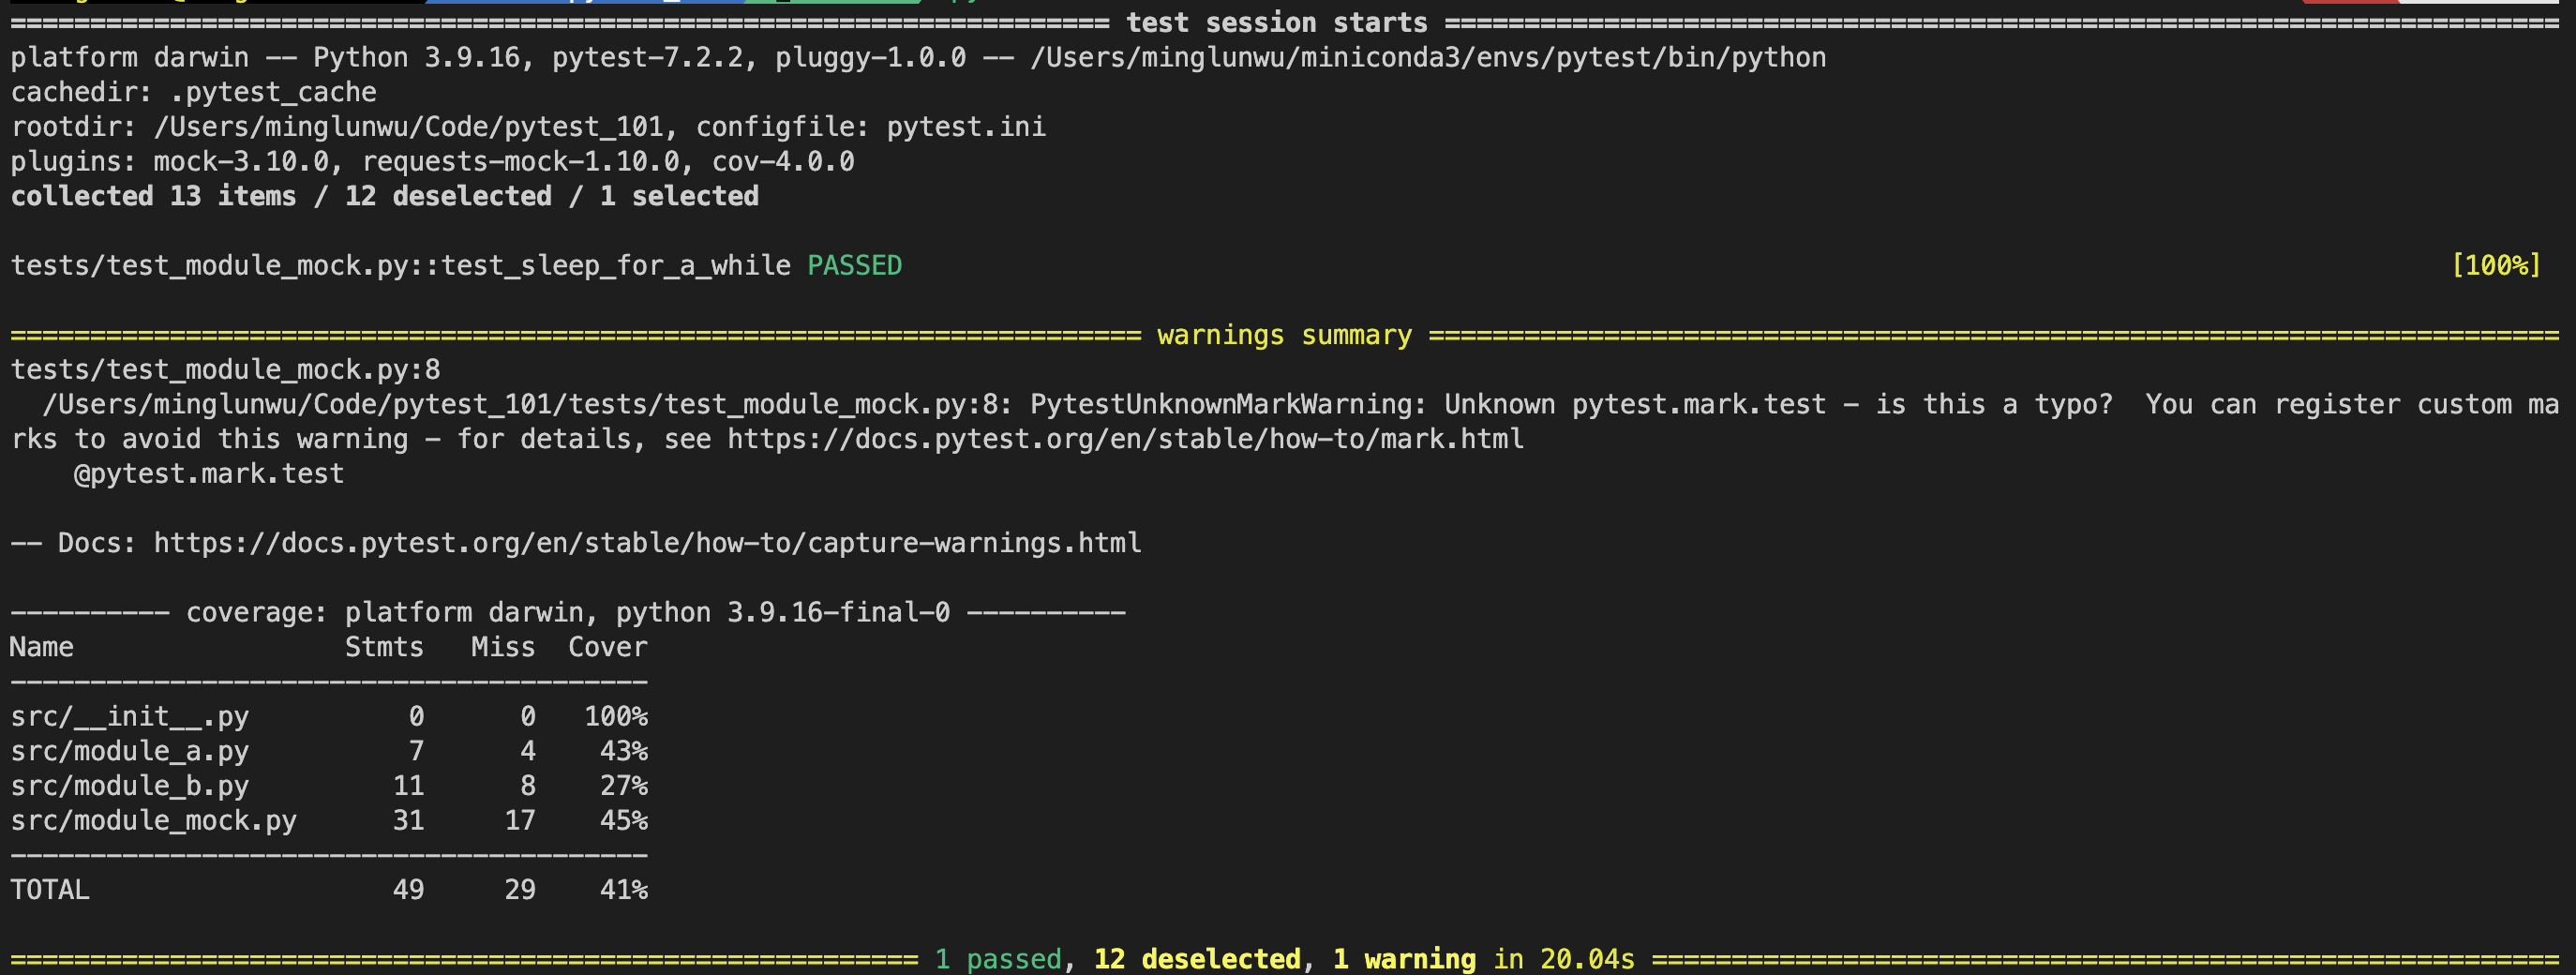 ============================== test session starts ==============================
platform darwin -- Python 3.9.16, pytest-7.2.2, pluggy-1.0.0 -- /Users/minglunwu/miniconda3/envs/pytest/bin/python
cachedir: .pytest_cache
rootdir: /Users/minglunwu/Code/pytest_101, configfile: pytest.ini
plugins: mock-3.10.0, requests-mock-1.10.0, cov-4.0.0
collected 13 items / 12 deselected / 1 selected
tests/test_module_mock.py::test_sleep_for_a_while PASSED [100%]
============================== warnings summary ==============================
tests/test_module_mock.py:8
/Users/minglunwu/Code/pytest_101/tests/test_module_mock.py:8: PytestUnknownMarkWarning: Unknown pytest.mark.test - is this a typo?  You can register custom ma
rks to avoid this warning - for details, see https://docs.pytest.org/en/stable/how-to/mark.html
@pytest.mark.test
-- Docs: https://docs.pytest.org/en/stable/how-to/capture-warnings.html
---------- coverage: platform darwin, python 3.9.16-final-0 ----------
Name Stmts Miss Cover
----------------------------------------
src/__init__.py 0 0 100%
src/module_a.py 7 4 43%
src/module_b.py 11 8 27%
src/module_mock.py 31 17 45%
----------------------------------------
TOTAL 49 29 41%
============================== 1 passed, 12 deselected, 1 warning in 20.04s ==============================